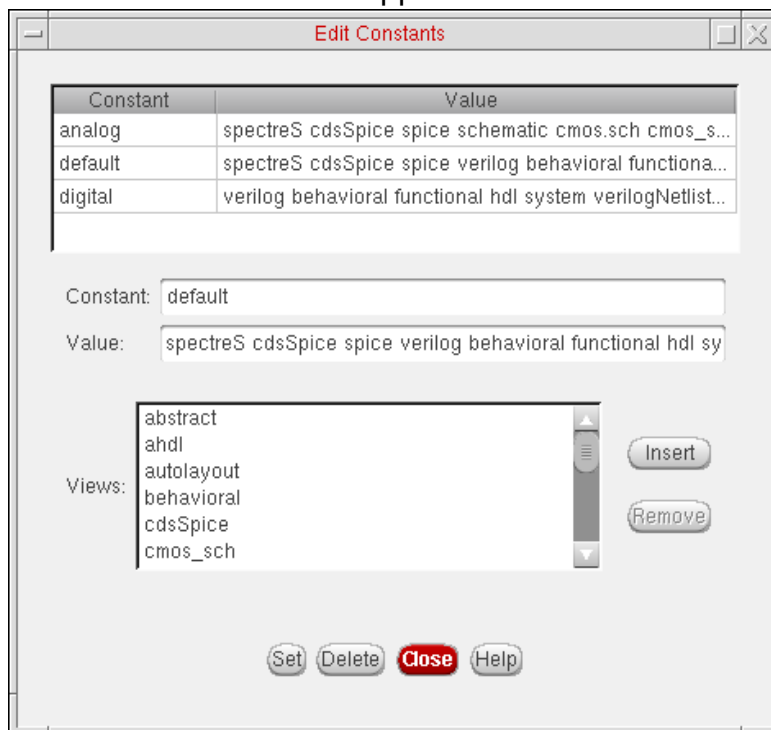 Edit Constants
Constant Value
analog spectreS cdsSpice spice schematic cmos.sch cmos_s...
default spectreS cdsSpice spice verilog behavioral functiona...
digital verilog behavioral functional hdl system verilogNetlist...
Constant: default
Value: spectreS cdsSpice spice verilog behavioral functional hdl sy
Views:
abstract
ahdl
autolayout
behavioral
cdsSpice
cmos_sch
Insert
Remove
Set Delete Close Help